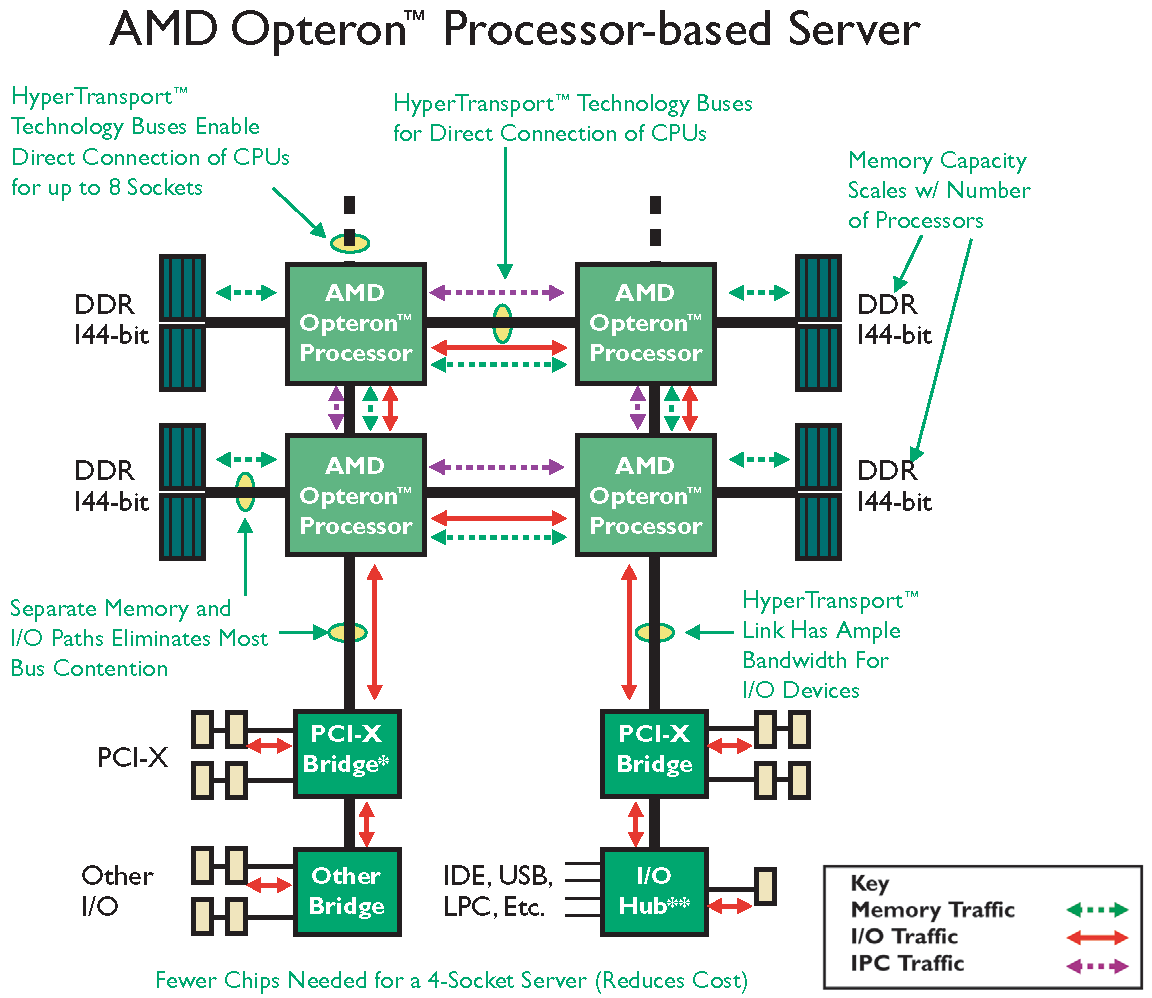 AMD Opteron™ Processor-based Server
HyperTransport™
Technology Buses Enable
Direct Connection of CPUs
for up to 8 Sockets
HyperTransport™ Technology Buses
for Direct Connection of CPUs
Memory Capacity
Scales w/ Number
of Processors
DDR
144-bit
AMD
Opteron™
Processor
AMD
Opteron™
Processor
DDR
144-bit
DDR
144-bit
AMD
Opteron™
Processor
AMD
Opteron™
Processor
DDR
144-bit
Separate Memory and
I/O Paths Eliminates Most
Bus Contention
HyperTransport™
Link Has Ample
Bandwidth For
I/O Devices
PCI-X
PCI-X
Bridge*
PCI-X
Bridge
Other
I/O
Other
Bridge
IDE, USB,
LPC, Etc.
I/O
Hub**
Key
Memory Traffic
I/O Traffic
IPC Traffic
Fewer Chips Needed for a 4-Socket Server (Reduces Cost)